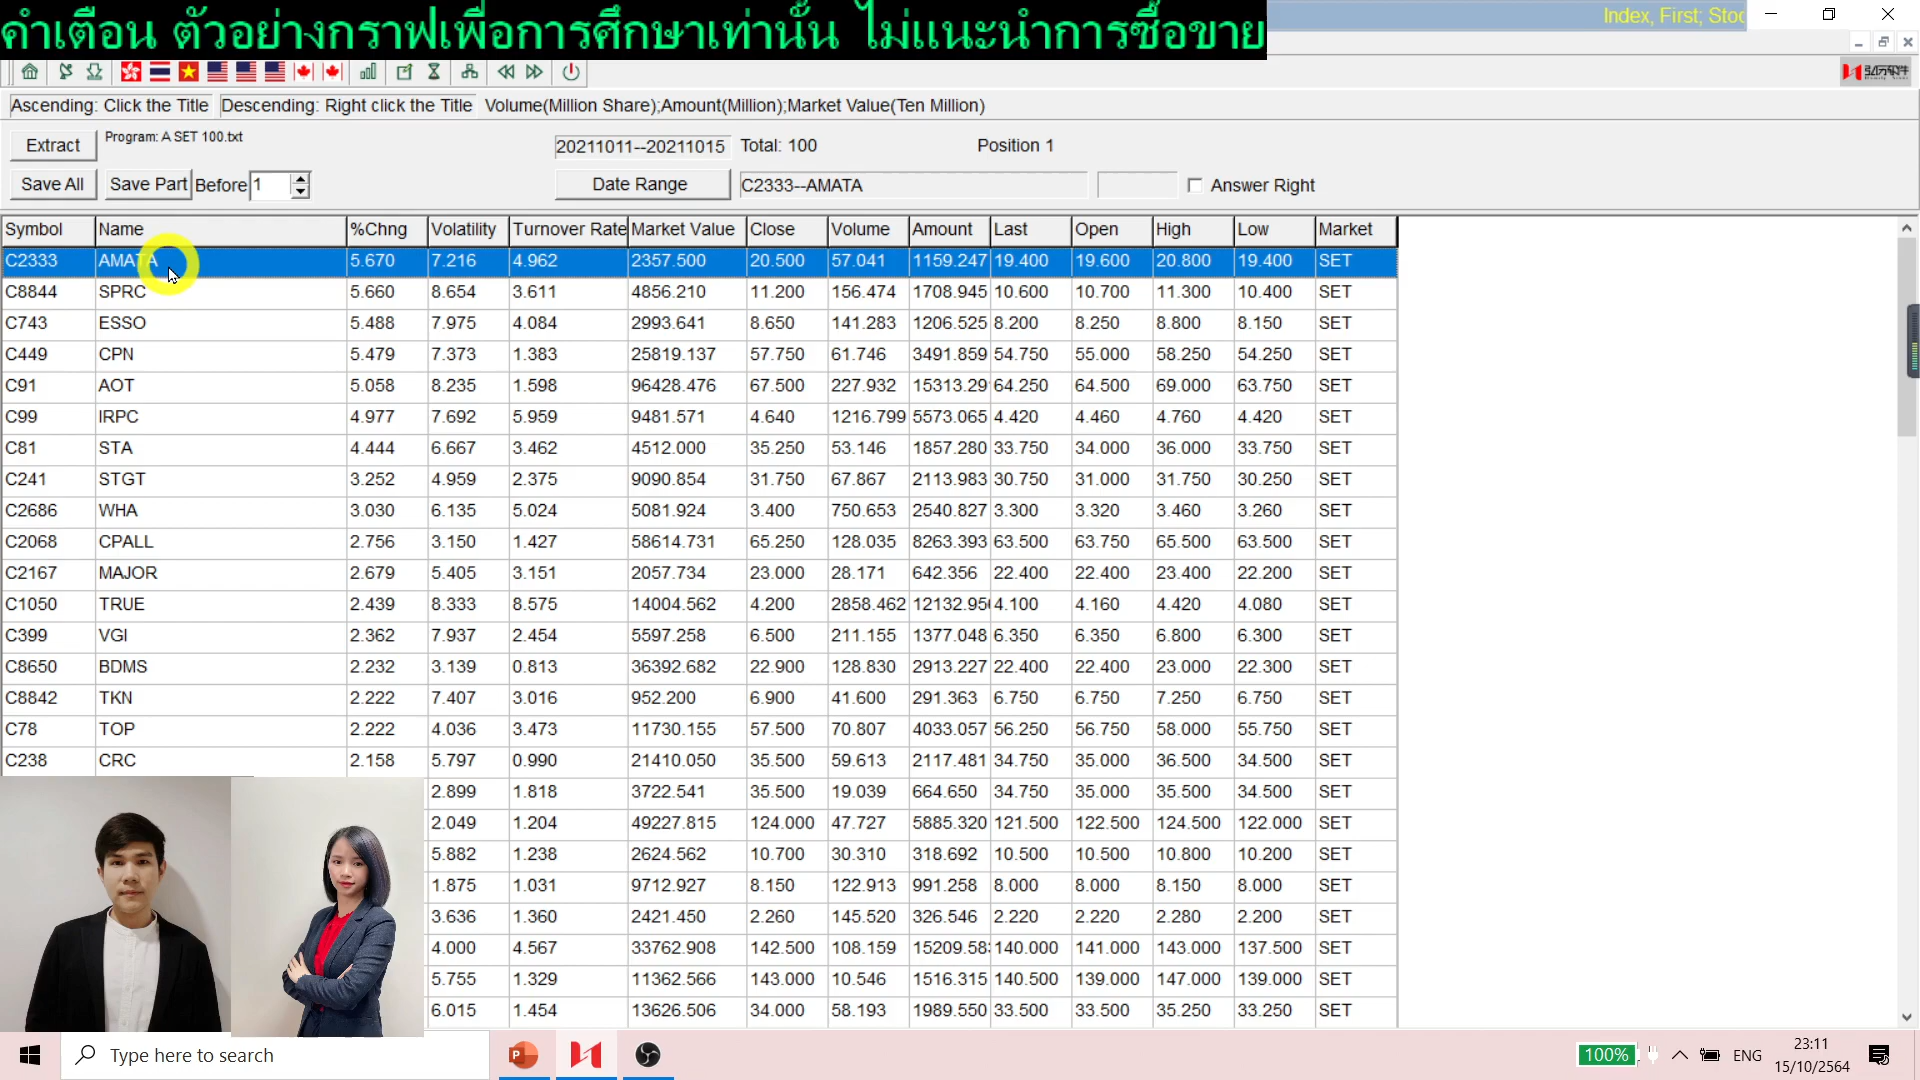 คำเตือน ตัวอย่างกราฟเพื่อการศึกษาเท่านั้น ไม่แนะนำการซื้อขาย
Index, First; Stoc
Ascending: Click the Title Descending: Right click the Title Volume(Million Share);Amount(Million);Market Value(Ten Million)
Extract Program: A SET 100.txt 20211011--20211015 Total: 100 Position 1
Save All Save Part Before 1 Date Range C2333--AMATA Answer Right
Symbol Name %Chng Volatility Turnover Rate Market Value Close Volume Amount Last Open High Low Market
C2333 AMATA 5.670 7.216 4.962 2357.500 20.500 57.041 1159.247 19.400 19.600 20.800 19.400 SET
C8844 SPRC 5.660 8.654 3.611 4856.210 11.200 156.474 1708.945 10.600 10.700 11.300 10.400 SET
C743 ESSO 5.488 7.975 4.084 2993.641 8.650 141.283 1206.525 8.200 8.250 8.800 8.150 SET
C449 CPN 5.479 7.373 1.383 25819.137 57.750 61.746 3491.859 54.750 55.000 58.250 54.250 SET
C91 AOT 5.058 8.235 1.598 96428.476 67.500 227.932 15313.29 64.250 64.500 69.000 63.750 SET
C99 IRPC 4.977 7.692 5.959 9481.571 4.640 1216.799 5573.065 4.420 4.460 4.760 4.420 SET
C81 STA 4.444 6.667 3.462 4512.000 35.250 53.146 1857.280 33.750 34.000 36.000 33.750 SET
C241 STGT 3.252 4.959 2.375 9090.854 31.750 67.867 2113.983 30.750 31.000 31.750 30.250 SET
C2686 WHA 3.030 6.135 5.024 5081.924 3.400 750.653 2540.827 3.300 3.320 3.460 3.260 SET
C2068 CPALL 2.756 3.150 1.427 58614.731 65.250 128.035 8263.393 63.500 63.750 65.500 63.500 SET
C2167 MAJOR 2.679 5.405 3.151 2057.734 23.000 28.171 642.356 22.400 22.400 23.400 22.200 SET
C1050 TRUE 2.439 8.333 8.575 14004.562 4.200 2858.462 12132.95 4.100 4.160 4.420 4.080 SET
C399 VGI 2.362 7.937 2.454 5597.258 6.500 211.155 1377.048 6.350 6.350 6.800 6.300 SET
C8650 BDMS 2.232 3.139 0.813 36392.682 22.900 128.830 2913.227 22.400 22.400 23.000 22.300 SET
C8842 TKN 2.222 7.407 3.016 952.200 6.900 41.600 291.363 6.750 6.750 7.250 6.750 SET
C78 TOP 2.222 4.036 3.473 11730.155 57.500 70.807 4033.057 56.250 56.750 58.000 55.750 SET
C238 CRC 2.158 5.797 0.990 21410.050 35.500 59.613 2117.481 34.750 35.000 36.500 34.500 SET
2.899 1.818 3722.541 35.500 19.039 664.650 34.750 35.000 35.500 34.500 SET
2.049 1.204 49227.815 124.000 47.727 5885.320 121.500 122.500 124.500 122.000 SET
5.882 1.238 2624.562 10.700 30.310 318.692 10.500 10.500 10.800 10.200 SET
1.875 1.031 9712.927 8.150 122.913 991.258 8.000 8.000 8.150 8.000 SET
3.636 1.360 2421.450 2.260 145.520 326.546 2.220 2.220 2.280 2.200 SET
4.000 4.567 33762.908 142.500 108.159 15209.58 140.000 141.000 143.000 137.500 SET
5.755 1.329 11362.566 143.000 10.546 1516.315 140.500 139.000 147.000 139.000 SET
6.015 1.454 13626.506 34.000 58.193 1989.550 33.500 33.500 35.250 33.250 SET
Type here to search 100% ENG 23:11
15/10/2564